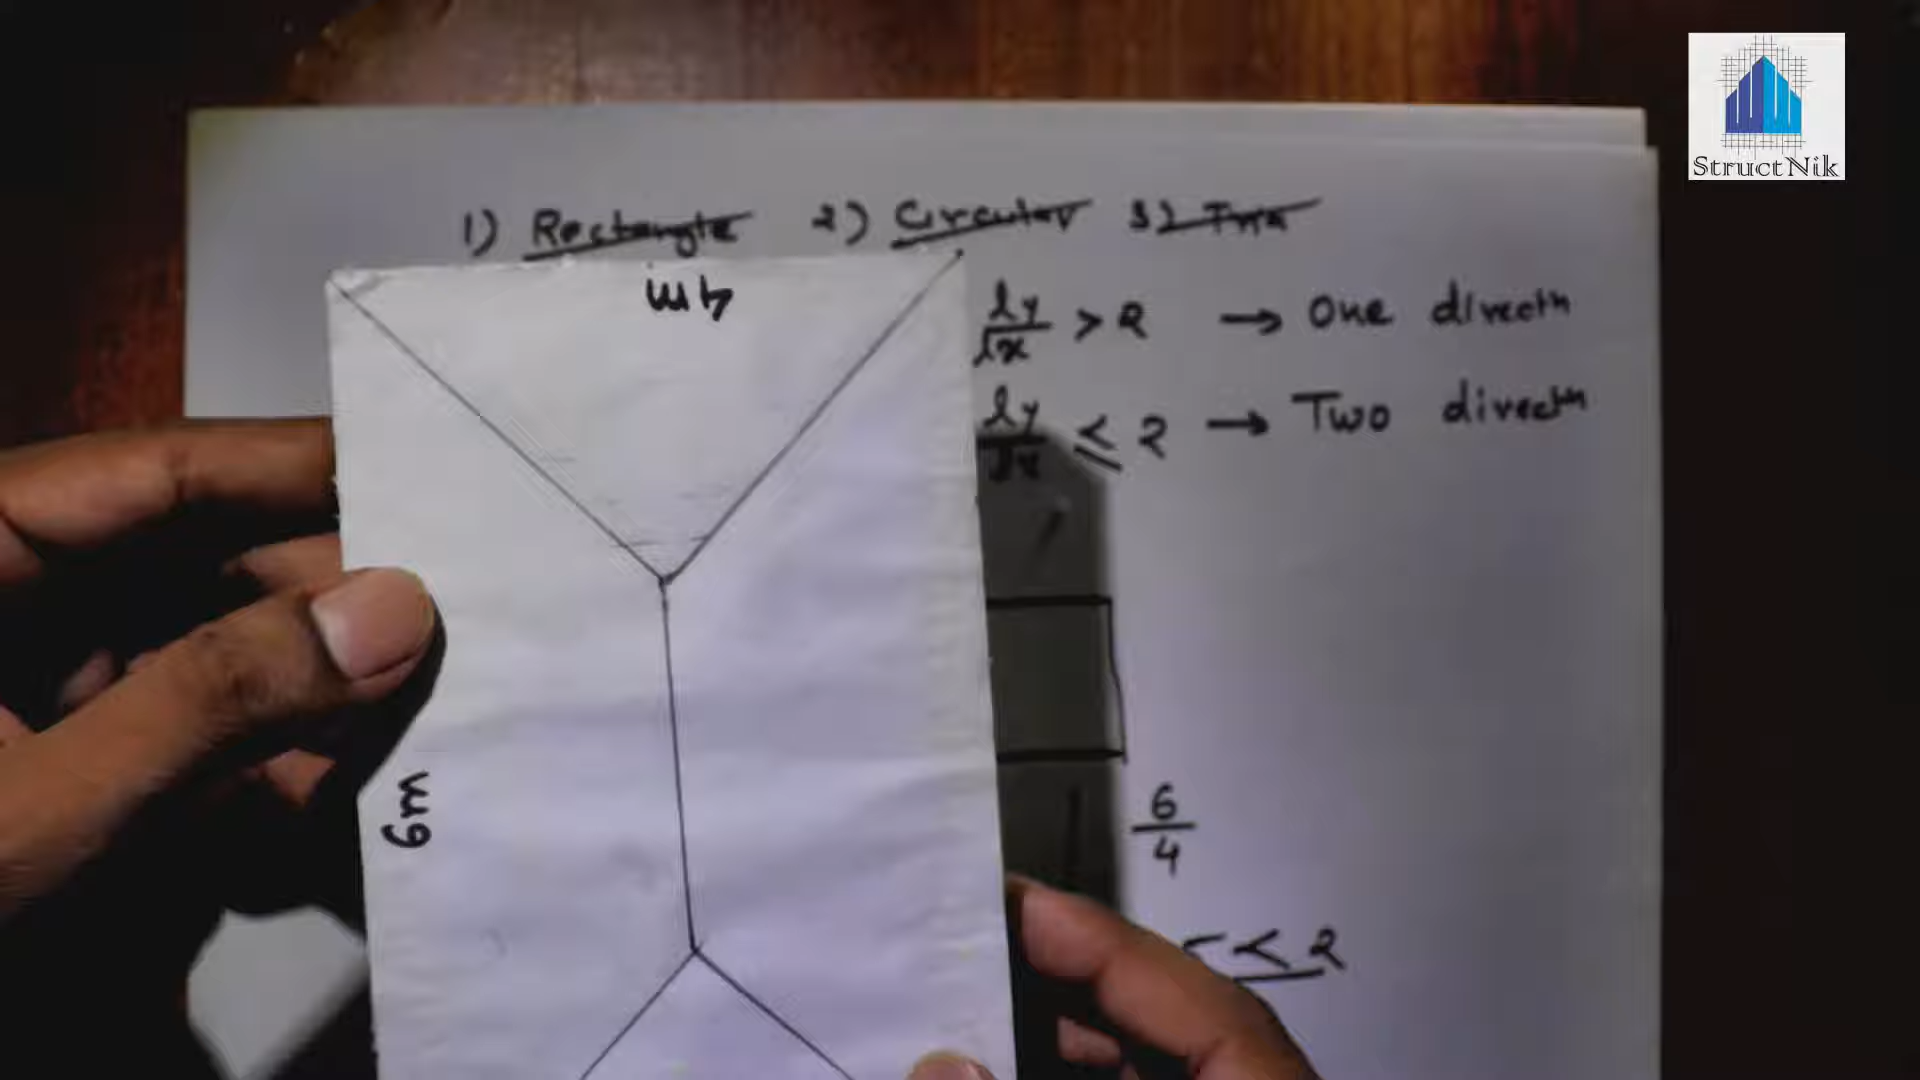 StructNik
1) Rectangle 2) Circular 3)
4m
ly/lx > 2 → One directn
ly/lx ≤ 2 → Two directn
6m
6/4
< 2